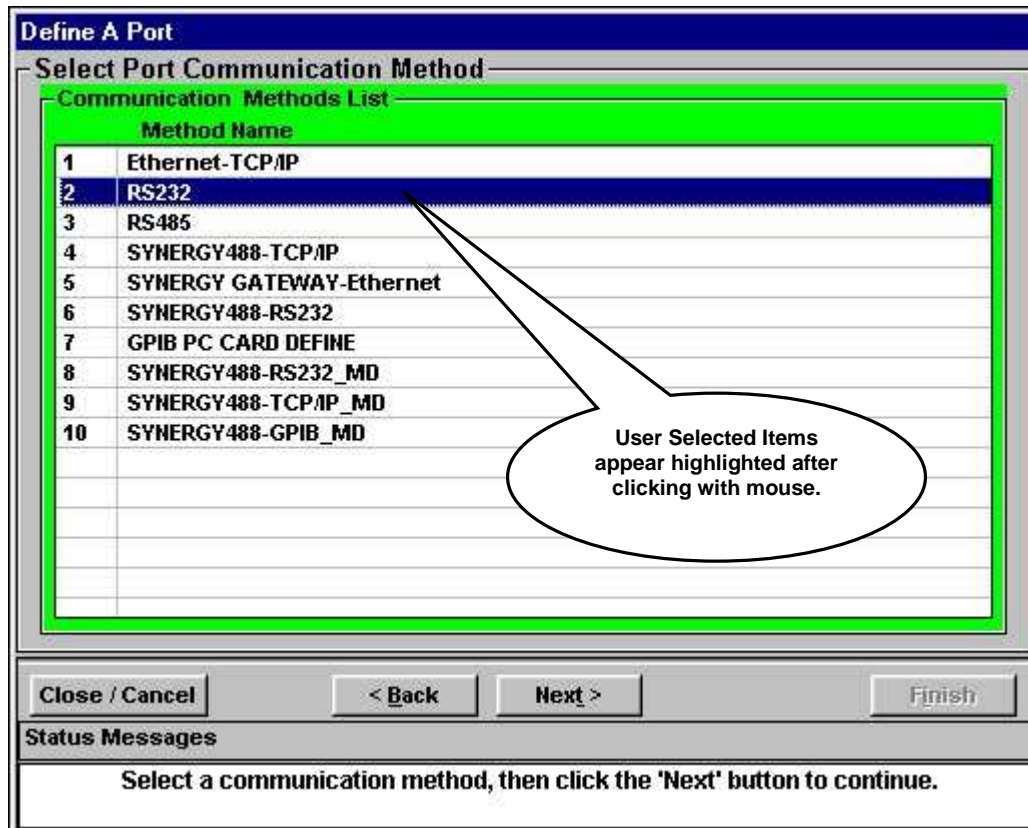 Define A Port
Select Port Communication Method
Communication Methods List
Method Name
1 Ethernet-TCP/IP
2 RS232
3 RS485
4 SYNERGY488-TCP/IP
5 SYNERGY GATEWAY-Ethernet
6 SYNERGY488-RS232
7 GPIB PC CARD DEFINE
8 SYNERGY488-RS232_MD
9 SYNERGY488-TCP/IP_MD
10 SYNERGY488-GPIB_MD
User Selected Items
appear highlighted after
clicking with mouse.
Close / Cancel
< Back
Next >
Finish
Status Messages
Select a communication method, then click the 'Next' button to continue.